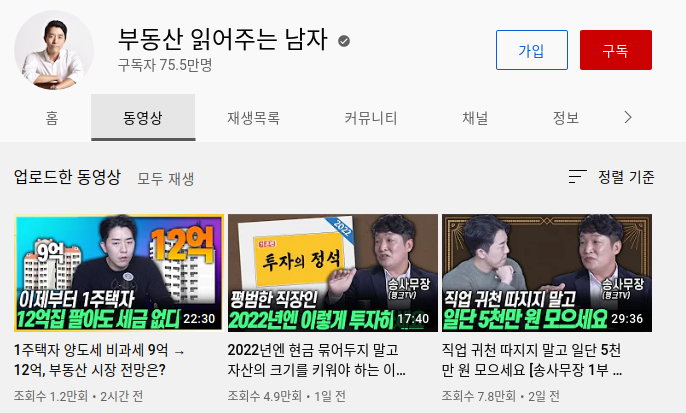 부동산 읽어주는 남자
구독자 75.5만명
가입
구독
홈 동영상 재생목록 커뮤니티 채널 정보
업로드한 동영상 모두 재생
정렬 기준
9억 12억
이제부터 1주택자
12억집 팔아도 세금 없다
22:30
2022
투자의 정석
송사무장
(행크TV)
평범한 직장인
2022년엔 이렇게 투자히
17:40
송사무장
(행크TV)
직업 귀천 따지지 말고
일단 5천만 원 모으세요
29:36
1주택자 양도세 비과세 9억 →
12억, 부동산 시장 전망은?
조회수 1.2만회 • 2시간 전
2022년엔 현금 묶어두지 말고
자산의 크기를 키워야 하는 이...
조회수 4.9만회 • 1일 전
직업 귀천 따지지 말고 일단 5천
만 원 모으세요 [송사무장 1부 ...
조회수 7.8만회 • 2일 전